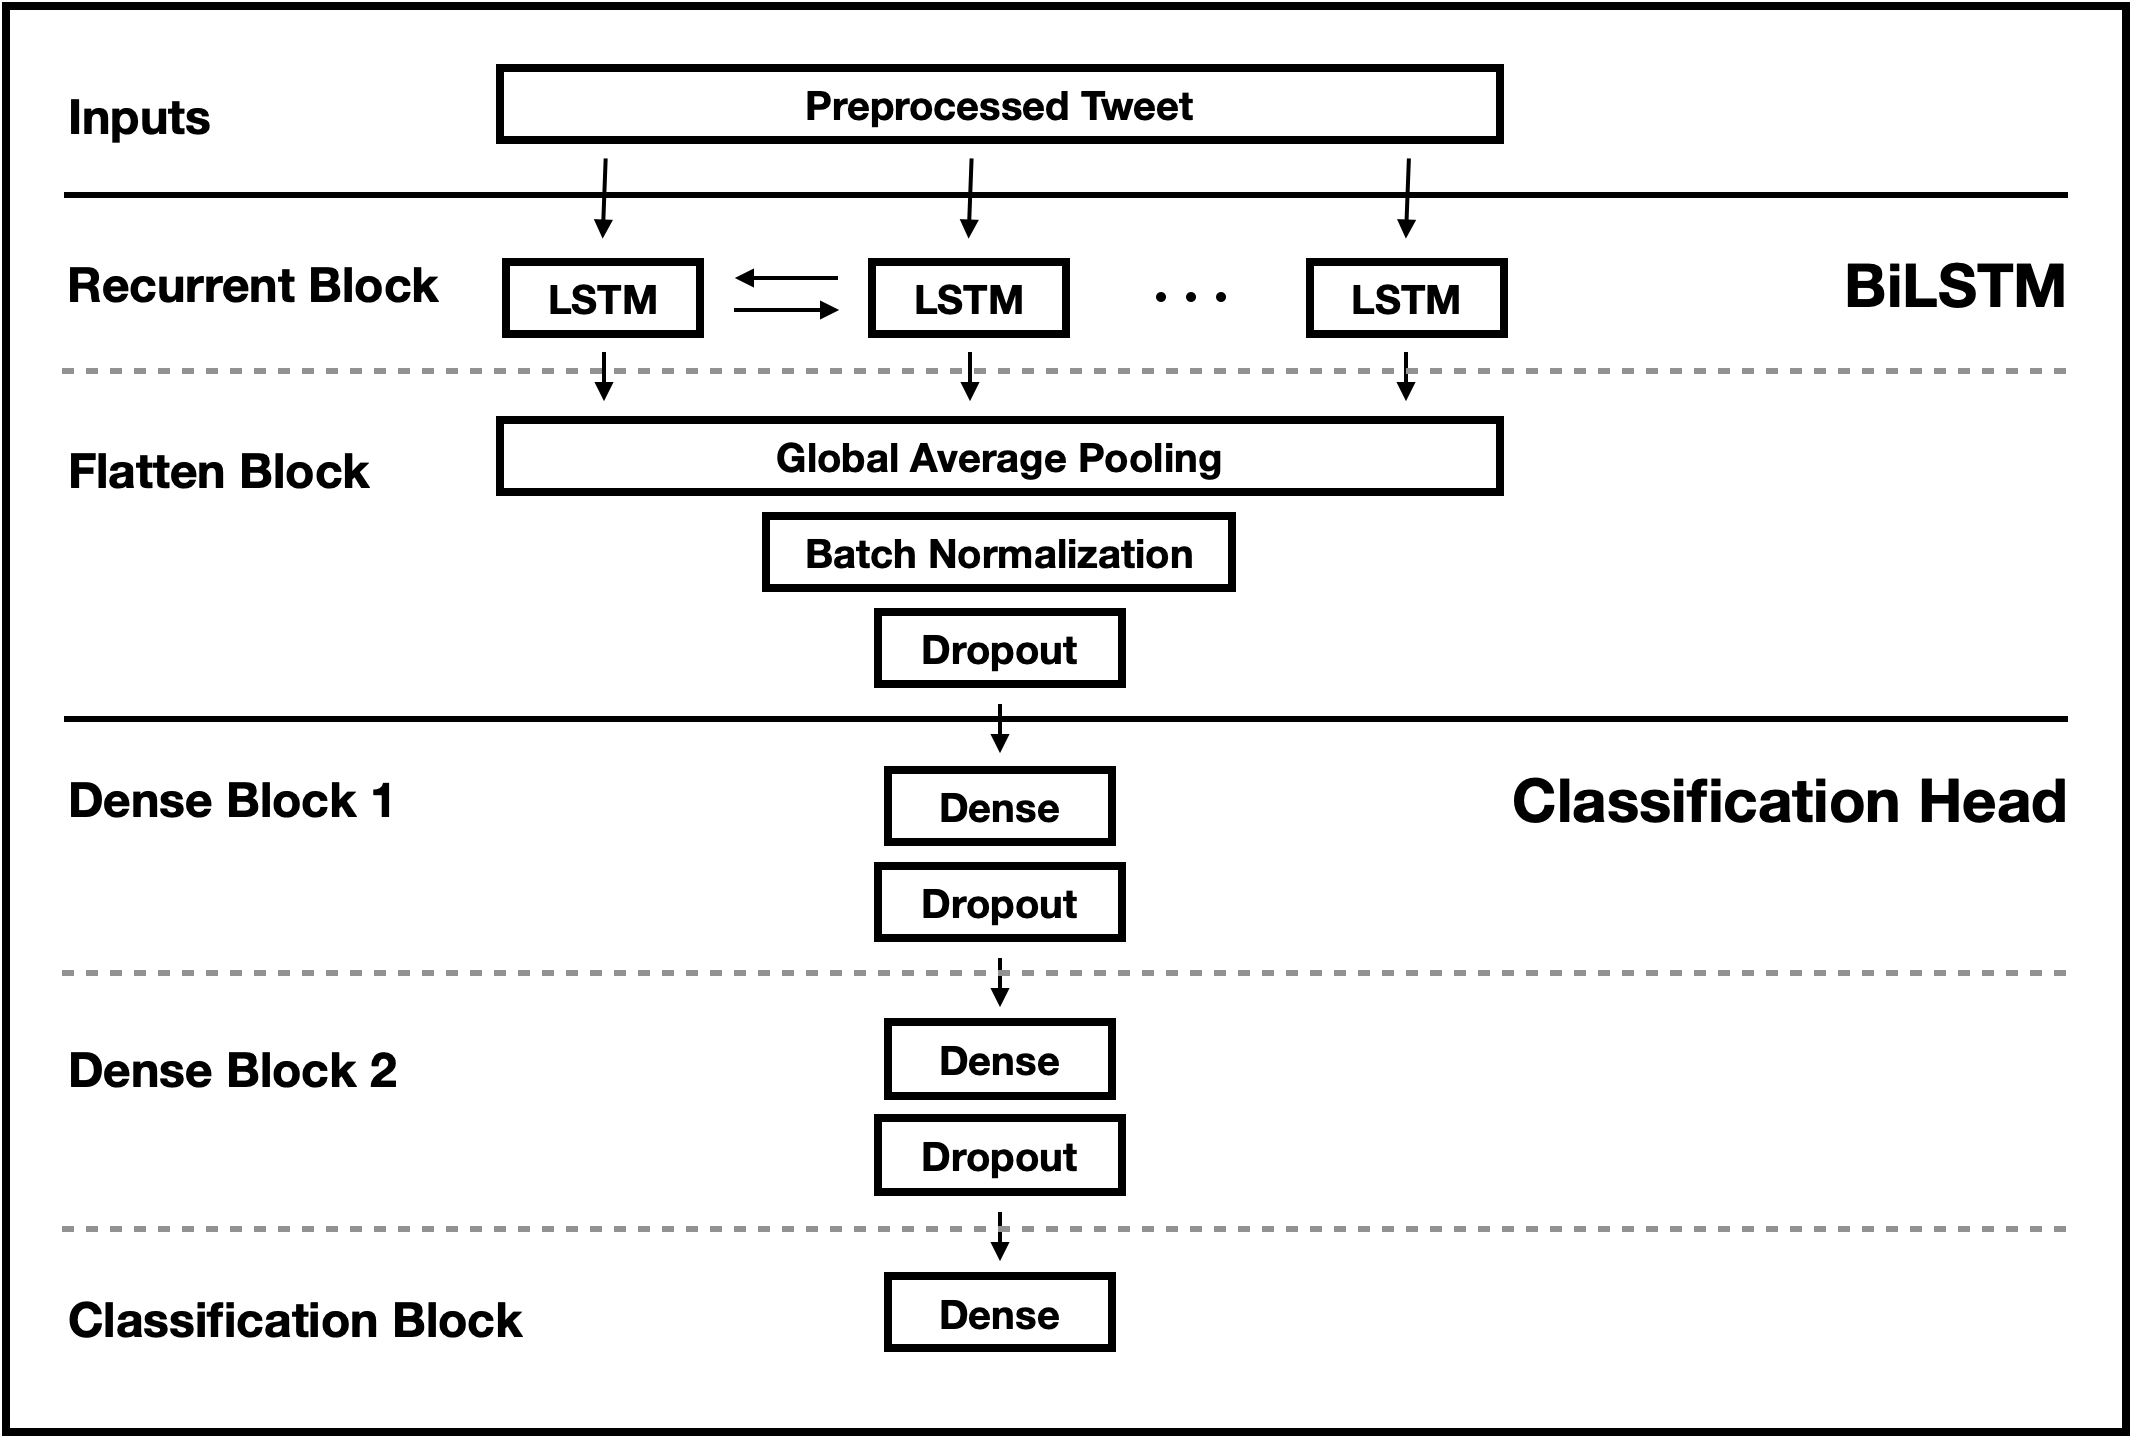 Inputs
Preprocessed Tweet
Recurrent Block
LSTM
LSTM
. . .
LSTM
BiLSTM
Flatten Block
Global Average Pooling
Batch Normalization
Dropout
Dense Block 1
Dense
Classification Head
Dropout
Dense Block 2
Dense
Dropout
Classification Block
Dense